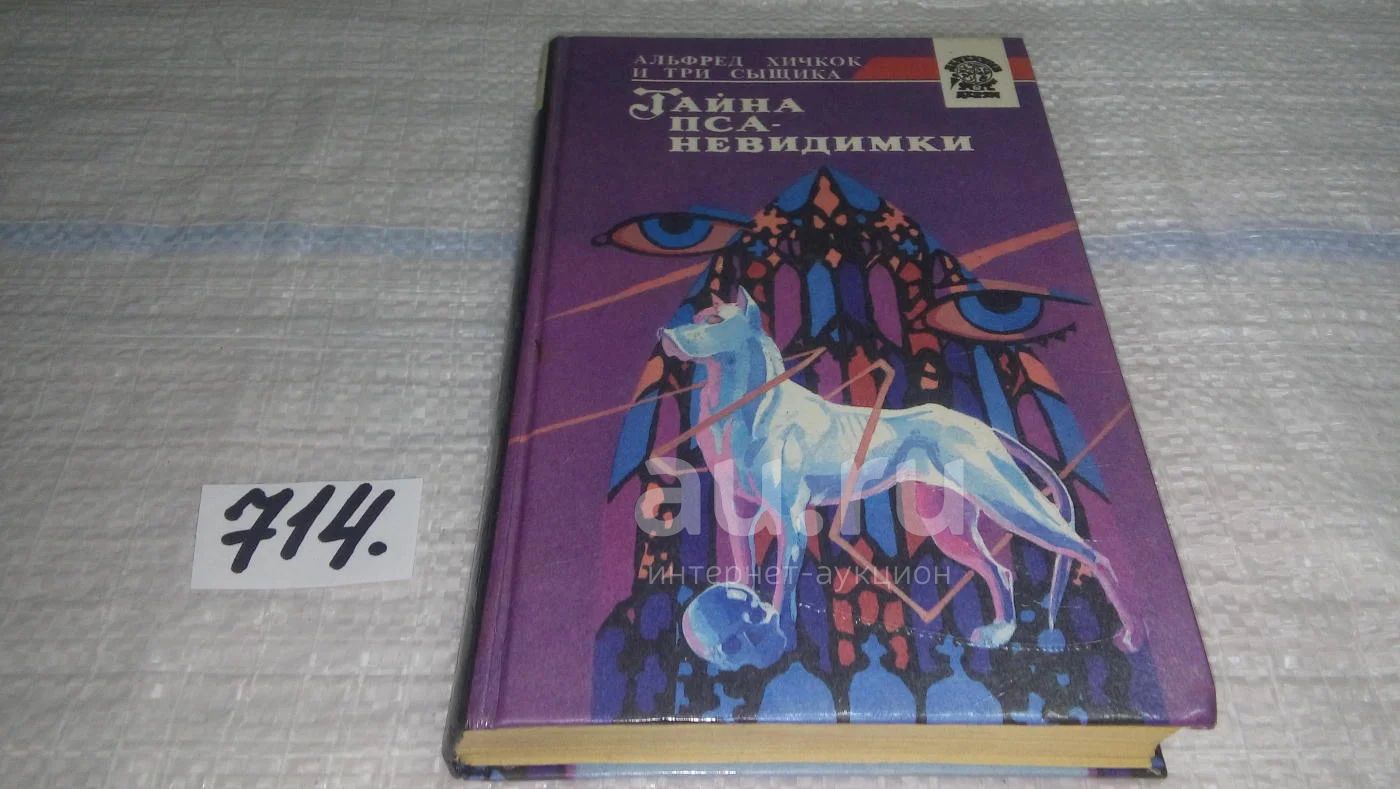 АЛЬФРЕД ХИЧКОК
И ТРИ СЫЩИКА
ТАЙНА
ПСА-
НЕВИДИМКИ
714.
au.ru
интернет-аукцион